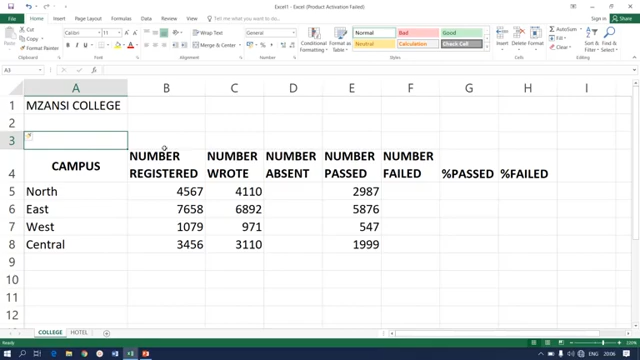 Excel1 - Excel (Product Activation Failed)
File Home Insert Page Layout Formulas Data Review View Tell me what you want to do... Sign in Share
Cut
Copy
Format Painter
Calibri 11
Wrap Text
Merge & Center
General
Conditional Formatting
Format as Table
Normal Bad Good
Neutral Calculation Check Cell
Insert Delete Format
AutoSum
Fill
Clear
Sort & Filter
Find & Select
Clipboard Font Alignment Number Styles Cells Editing
A3 fx
A B C D E F G H I
1 MZANSI COLLEGE
2
3
4 CAMPUS NUMBER REGISTERED NUMBER WROTE NUMBER ABSENT NUMBER PASSED NUMBER FAILED %PASSED %FAILED
5 North 4567 4110 2987
6 East 7658 6892 5876
7 West 1079 971 547
8 Central 3456 3110 1999
9
10
11
12
13
COLLEGE HOTEL
Ready 220%
ENG 20:06